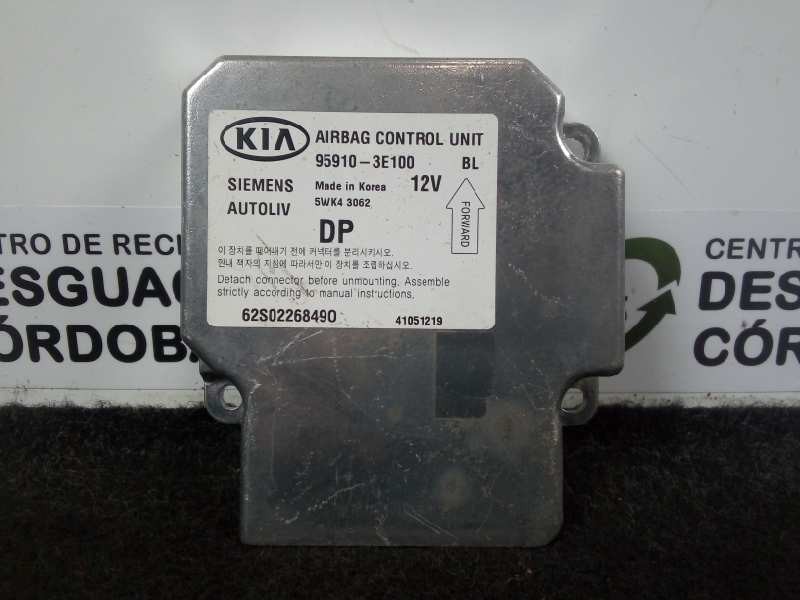 KIA AIRBAG CONTROL UNIT
95910-3E100 BL
SIEMENS Made in Korea 12V
AUTOLIV 5WK4 3062
FORWARD
DP
이 장치를 떼어내기 전에 커넥터를 분리시키시오.
안내 책자의 지침에 따라서만 이 장치를 조립하십시오.
Detach connector before unmounting. Assemble
strictly according to manual instructions.
62S02268490 41051219
NTRO DE RECI
DESGUAC
CÓRDOBA
CENTRO
DES
CÓR